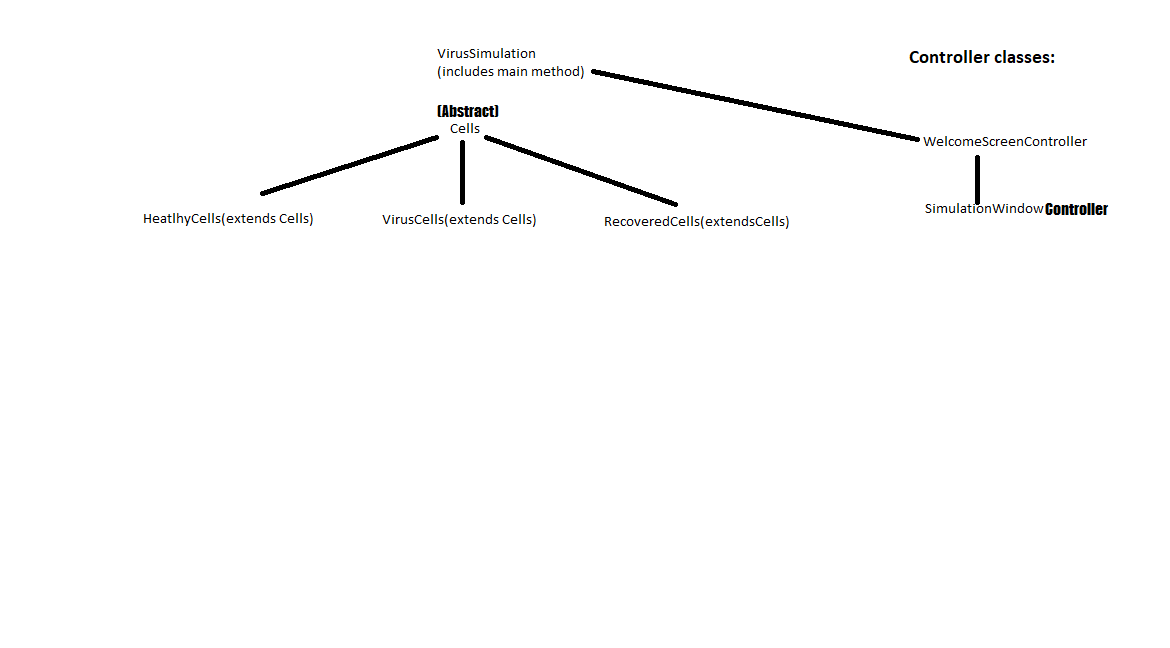 VirusSimulation
(includes main method)
Controller classes:
(Abstract)
Cells
WelcomeScreenController
HeatlhyCells(extends Cells)
VirusCells(extends Cells)
RecoveredCells(extendsCells)
SimulationWindowController